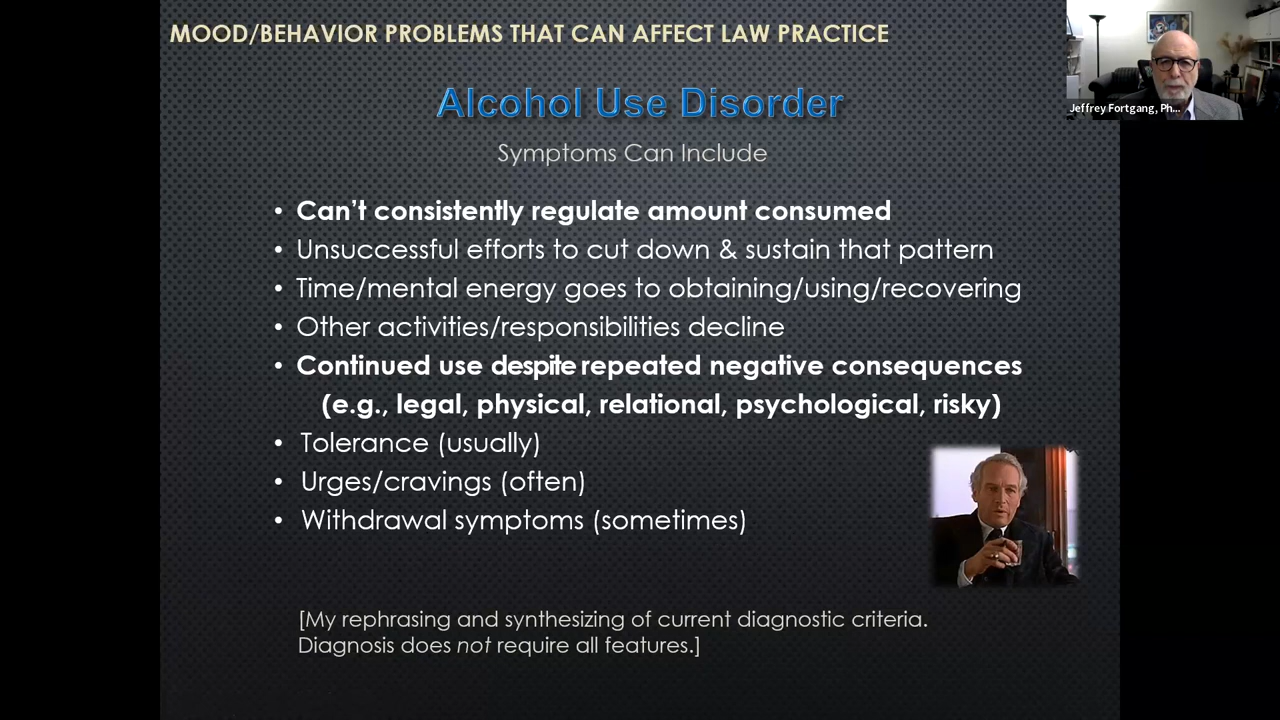 MOOD/BEHAVIOR PROBLEMS THAT CAN AFFECT LAW PRACTICE
Jeffrey Fortgang, Ph...
Alcohol Use Disorder
Symptoms Can Include
• Can't consistently regulate amount consumed
• Unsuccessful efforts to cut down & sustain that pattern
• Time/mental energy goes to obtaining/using/recovering
• Other activities/responsibilities decline
• Continued use despite repeated negative consequences
(e.g., legal, physical, relational, psychological, risky)
• Tolerance (usually)
• Urges/cravings (often)
• Withdrawal symptoms (sometimes)
[My rephrasing and synthesizing of current diagnostic criteria.
Diagnosis does not require all features.]